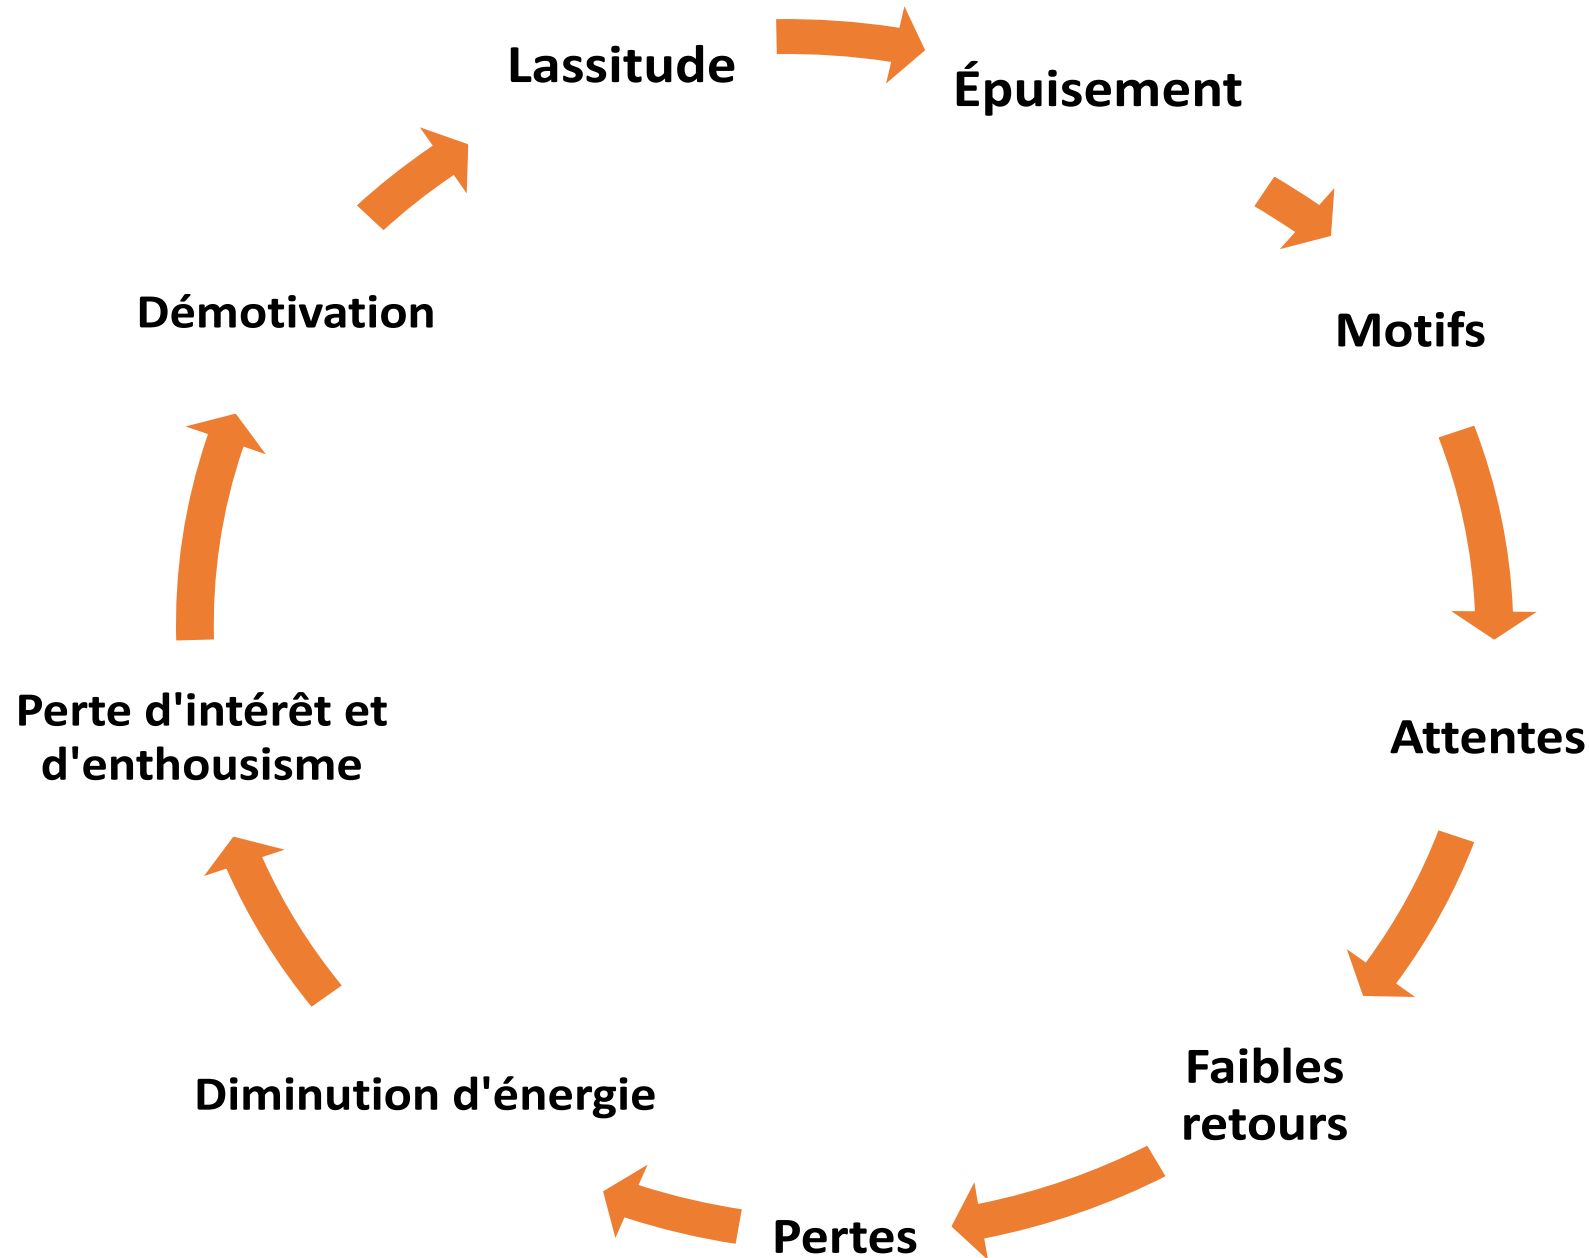 Lassitude
Épuisement
Motifs
Attentes
Faibles
retours
Pertes
Diminution d'énergie
Perte d'intérêt et
d'enthousisme
Démotivation